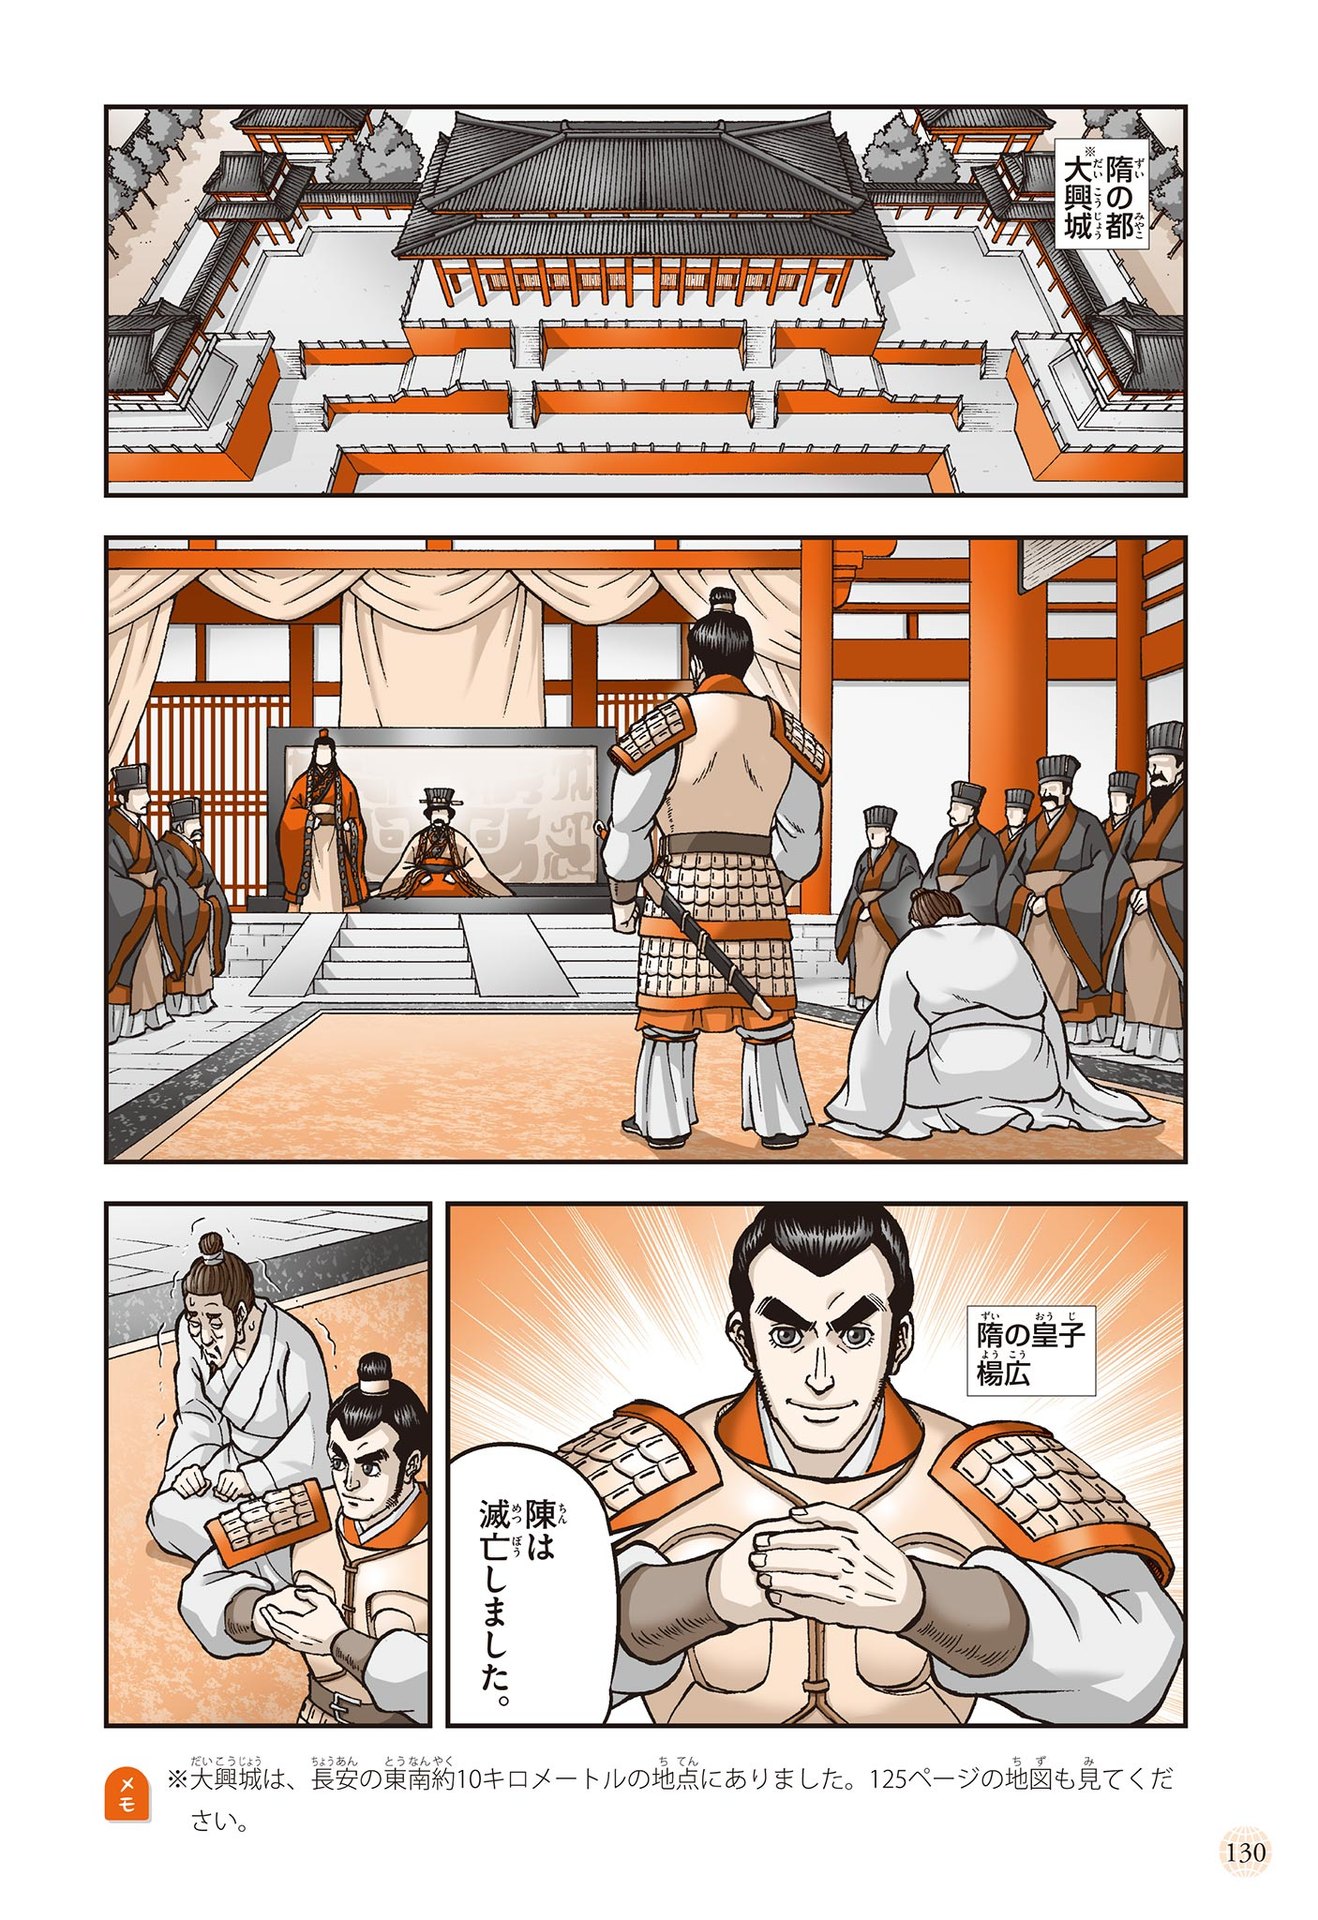 隋の都
※大興城
隋の皇子
楊広
陳は
滅亡しました。
メモ
※大興城は、長安の東南約10キロメートルの地点にありました。125ページの地図も見てくだ
さい。
130